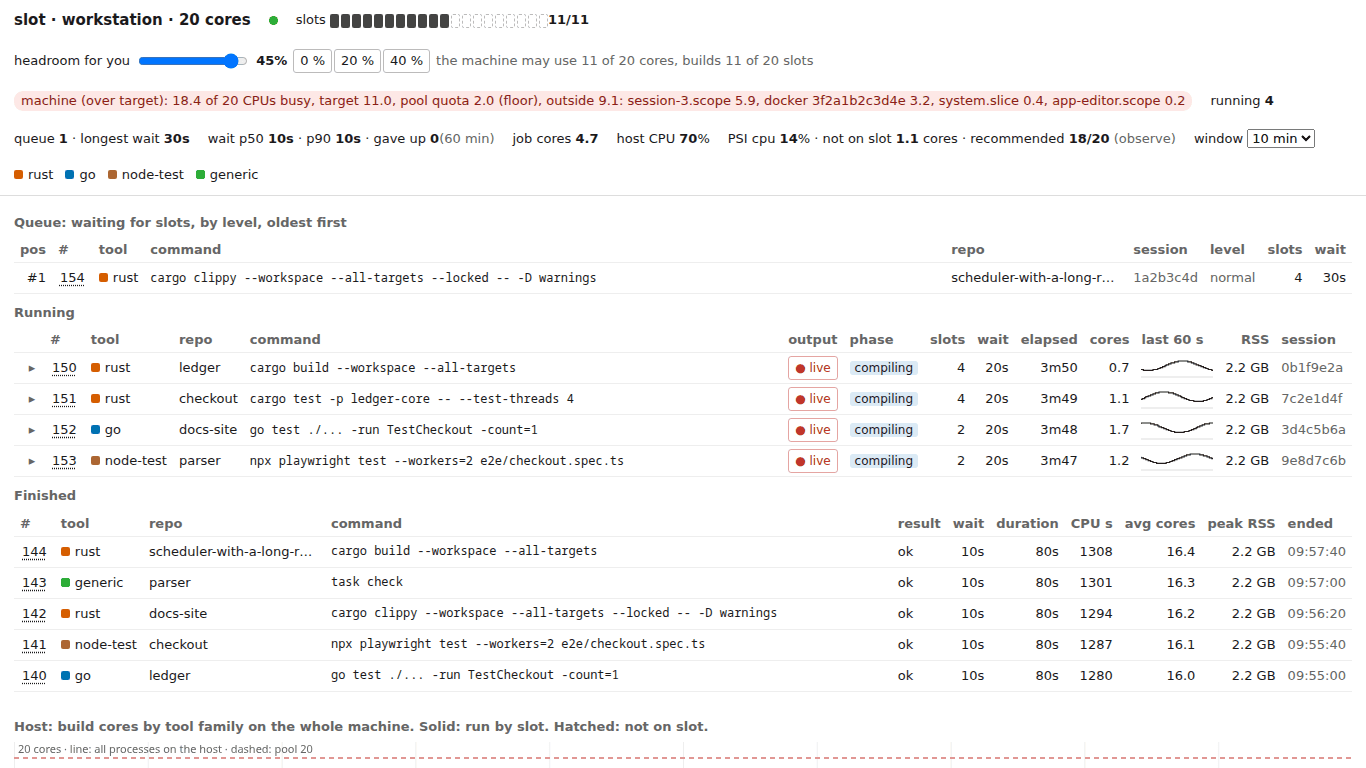 slot · workstation · 20 cores slots 11/11
headroom for you 45% 0 % 20 % 40 % the machine may use 11 of 20 cores, builds 11 of 20 slots
machine (over target): 18.4 of 20 CPUs busy, target 11.0, pool quota 2.0 (floor), outside 9.1: session-3.scope 5.9, docker 3f2a1b2c3d4e 3.2, system.slice 0.4, app-editor.scope 0.2 running 4
queue 1 · longest wait 30s wait p50 10s · p90 10s · gave up 0(60 min) job cores 4.7 host CPU 70% PSI cpu 14% · not on slot 1.1 cores · recommended 18/20 (observe) window 10 min
rust go node-test generic
Queue: waiting for slots, by level, oldest first
pos # tool command repo session level slots wait
#1 154 rust cargo clippy --workspace --all-targets --locked -- -D warnings scheduler-with-a-long-r… 1a2b3c4d normal 4 30s
Running
# tool repo command output phase slots wait elapsed cores last 60 s RSS session
▸ 150 rust ledger cargo build --workspace --all-targets live compiling 4 20s 3m50 0.7 2.2 GB 0b1f9e2a
▸ 151 rust checkout cargo test -p ledger-core -- --test-threads 4 live compiling 4 20s 3m49 1.1 2.2 GB 7c2e1d4f
▸ 152 go docs-site go test ./... -run TestCheckout -count=1 live compiling 2 20s 3m48 1.7 2.2 GB 3d4c5b6a
▸ 153 node-test parser npx playwright test --workers=2 e2e/checkout.spec.ts live compiling 2 20s 3m47 1.2 2.2 GB 9e8d7c6b
Finished
# tool repo command result wait duration CPU s avg cores peak RSS ended
144 rust scheduler-with-a-long-r… cargo build --workspace --all-targets ok 10s 80s 1308 16.4 2.2 GB 09:57:40
143 generic parser task check ok 10s 80s 1301 16.3 2.2 GB 09:57:00
142 rust docs-site cargo clippy --workspace --all-targets --locked -- -D warnings ok 10s 80s 1294 16.2 2.2 GB 09:56:20
141 node-test checkout npx playwright test --workers=2 e2e/checkout.spec.ts ok 10s 80s 1287 16.1 2.2 GB 09:55:40
140 go ledger go test ./... -run TestCheckout -count=1 ok 10s 80s 1280 16.0 2.2 GB 09:55:00
Host: build cores by tool family on the whole machine. Solid: run by slot. Hatched: not on slot.
20 cores · line: all processes on the host · dashed: pool 20